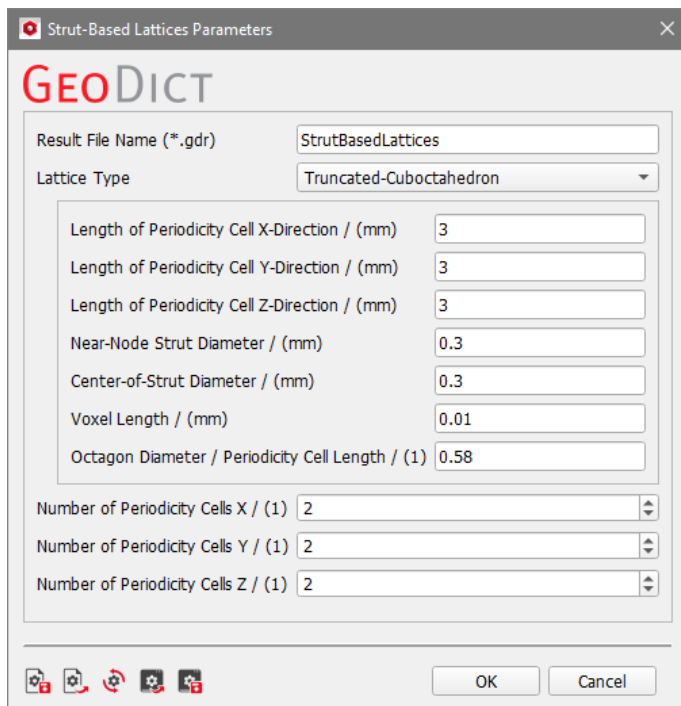 Strut-Based Lattices Parameters
GEODICT
Result File Name (*.gdr) StrutBasedLattices
Lattice Type Truncated-Cuboctahedron
Length of Periodicity Cell X-Direction / (mm) 3
Length of Periodicity Cell Y-Direction / (mm) 3
Length of Periodicity Cell Z-Direction / (mm) 3
Near-Node Strut Diameter / (mm) 0.3
Center-of-Strut Diameter / (mm) 0.3
Voxel Length / (mm) 0.01
Octagon Diameter / Periodicity Cell Length / (1) 0.58
Number of Periodicity Cells X / (1) 2
Number of Periodicity Cells Y / (1) 2
Number of Periodicity Cells Z / (1) 2
OK Cancel